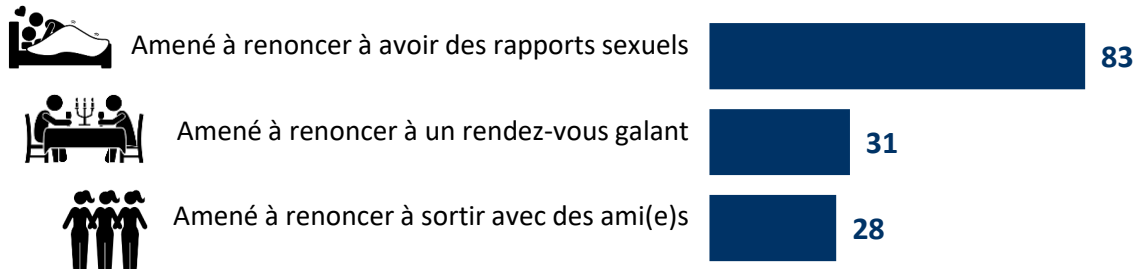 Amené à renoncer à avoir des rapports sexuels 83
Amené à renoncer à un rendez-vous galant 31
Amené à renoncer à sortir avec des ami(e)s 28